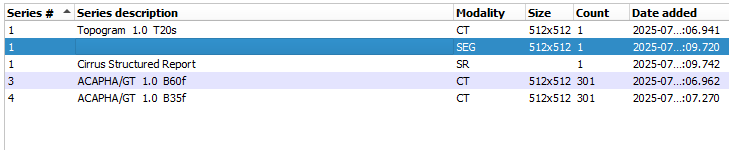 Series # Series description Modality Size Count Date added
1 Topogram 1.0 T20s CT 512x512 1 2025-07...:06.941
1 SEG 512x512 1 2025-07...:09.720
1 Cirrus Structured Report SR 1 2025-07...:09.742
3 ACAPHA/GT 1.0 B60f CT 512x512 301 2025-07...:06.962
4 ACAPHA/GT 1.0 B35f CT 512x512 301 2025-07...:07.270